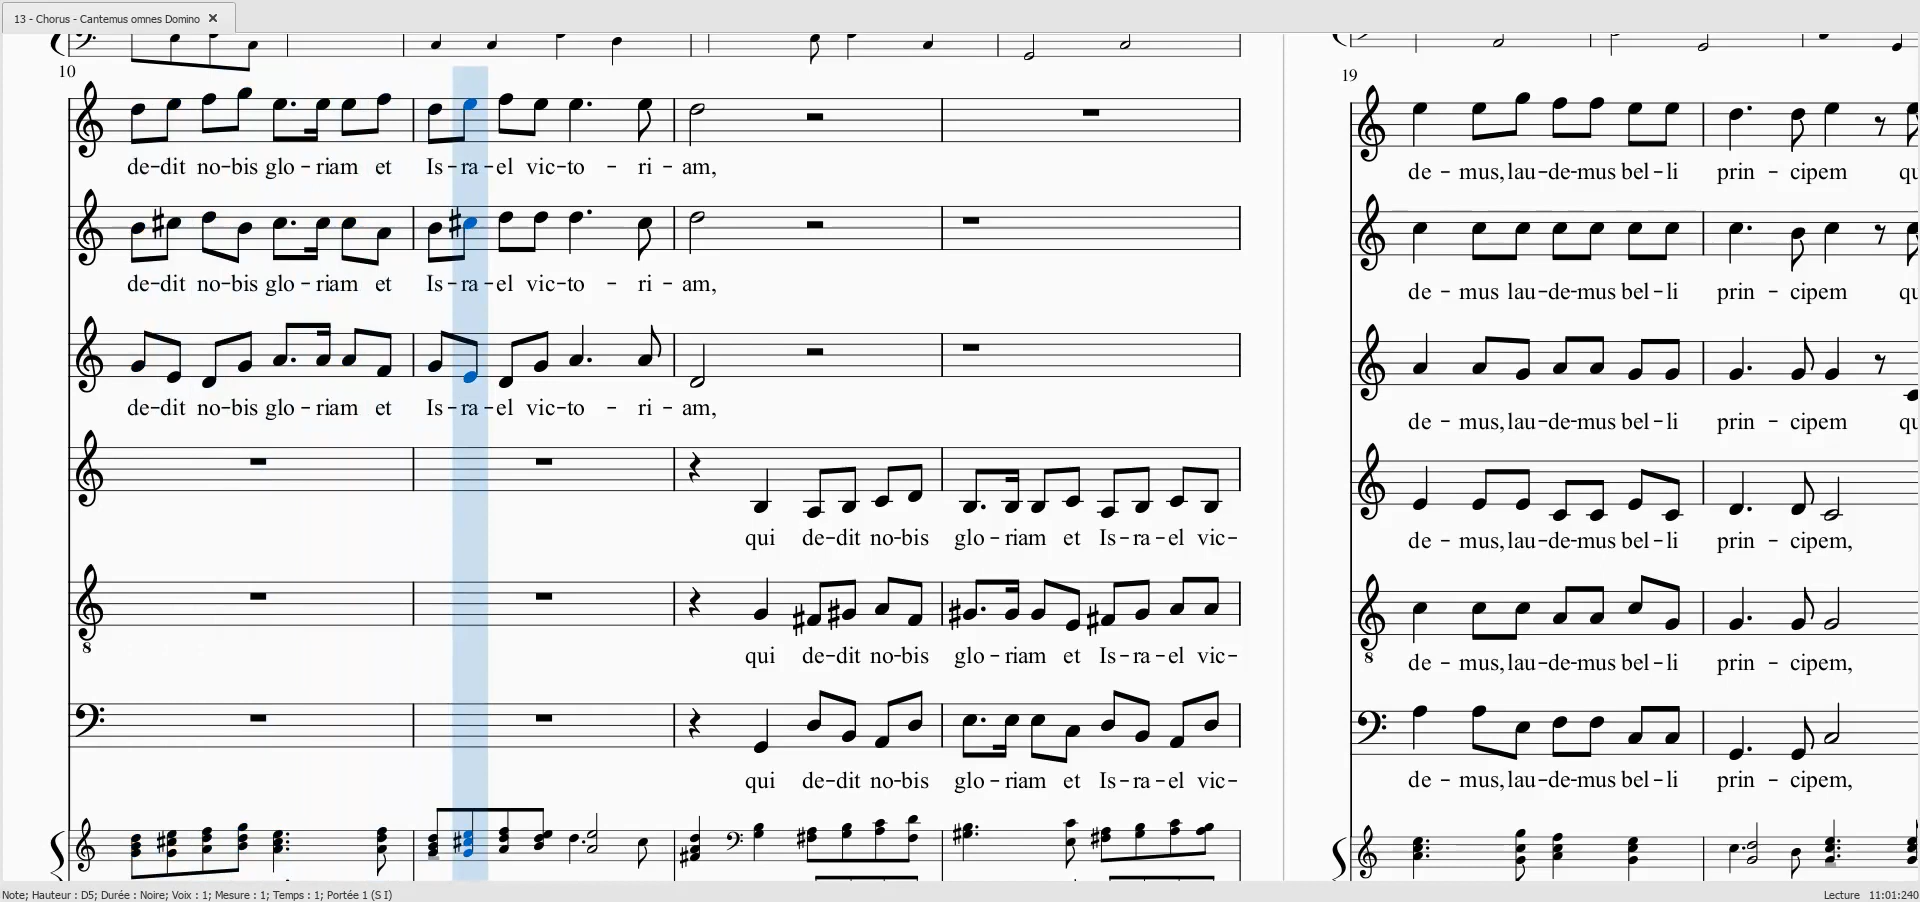 13 - Chorus - Cantemus omnes Domino ×
10
19
de-dit no-bis glo - riam et Is-ra-el vic-to - ri - am,
de - mus, lau-de-mus bel-li prin - cipem qu
de-dit no-bis glo - riam et Is-ra-el vic-to - ri - am,
de - mus lau-de-mus bel-li prin - cipem qu
de-dit no-bis glo - riam et Is-ra-el vic-to - ri - am,
de - mus, lau-de-mus bel-li prin - cipem qu
qui de-dit no-bis glo - riam et Is-ra-el vic-
de - mus, lau-de-mus bel-li prin - cipem,
8
qui de-dit no-bis glo - riam et Is-ra-el vic-
8
de - mus, lau-de-mus bel-li prin - cipem,
qui de-dit no-bis glo - riam et Is-ra-el vic-
de - mus, lau-de-mus bel-li prin - cipem,
Note; Hauteur : D5; Durée : Noire; Voix : 1; Mesure : 1; Temps : 1; Portée 1 (S I)
Lecture 11:01:240